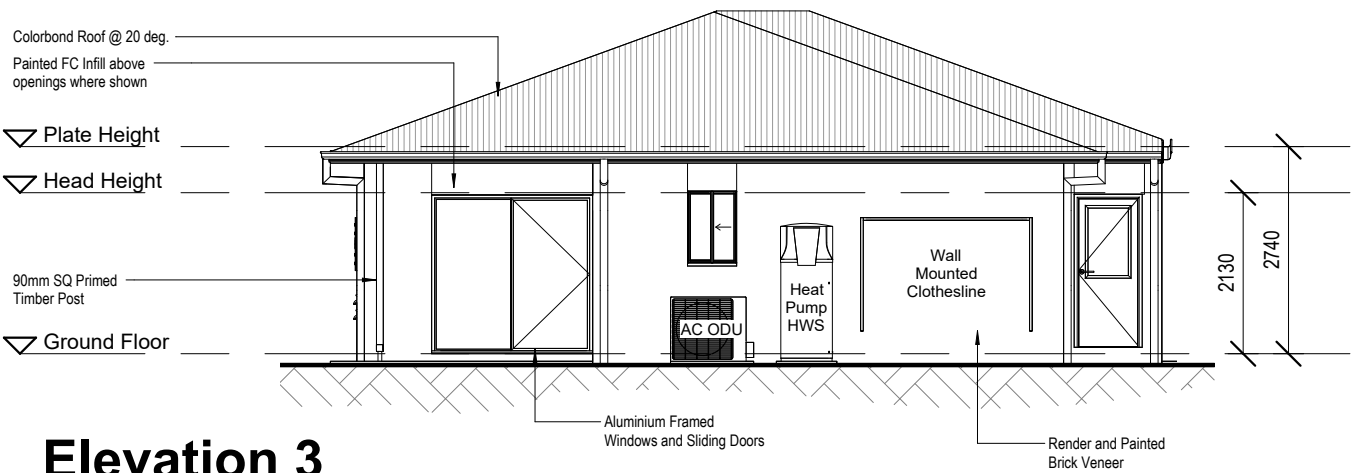 Colorbond Roof @ 20 deg.
Painted FC Infill above
openings where shown
Plate Height
Head Height
90mm SQ Primed
Timber Post
Ground Floor
AC ODU
Heat
Pump
HWS
Wall
Mounted
Clothesline
2130
2740
Aluminium Framed
Windows and Sliding Doors
Render and Painted
Brick Veneer
Elevation 3